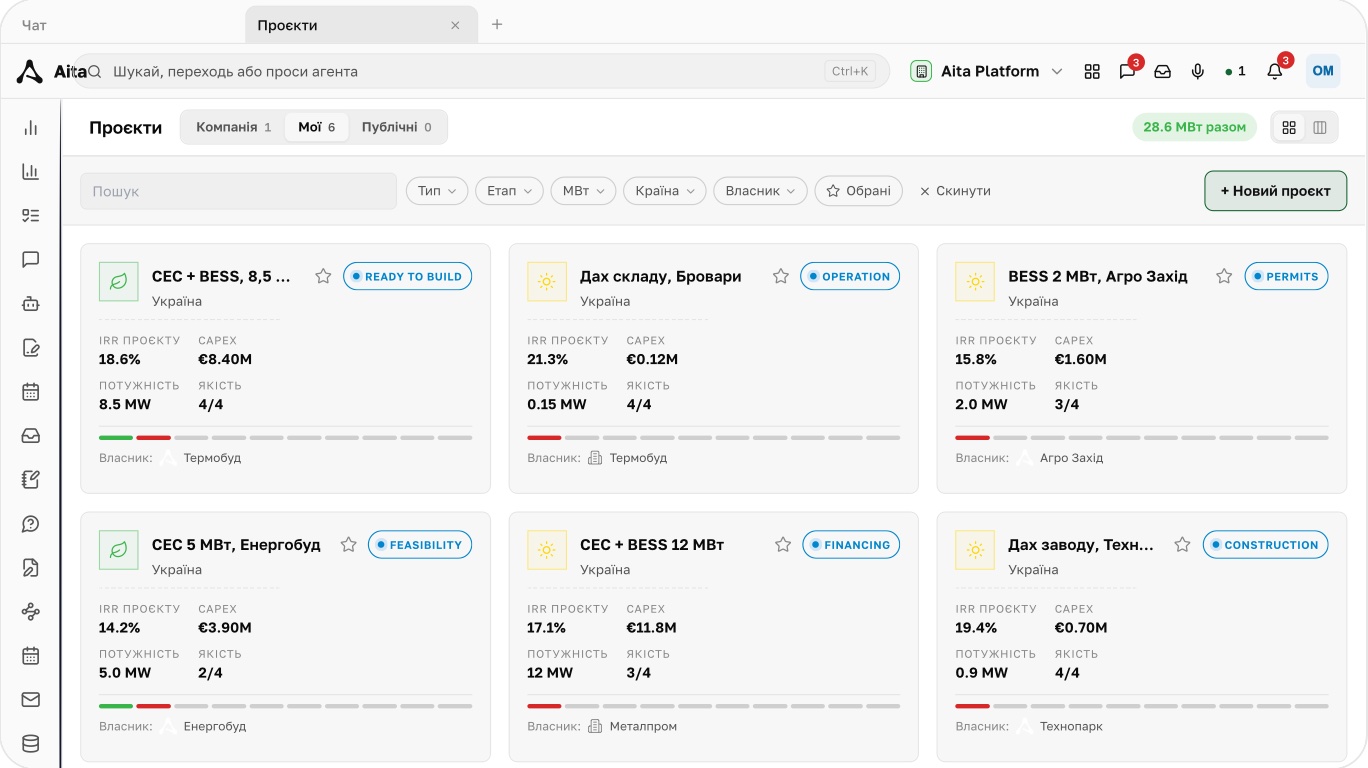 Чат
Проєкти
Aita
Шукай, переходь або проси агента
Ctrl+K
Aita Platform
3
1
3
OM
Проєкти
Компанія 1
Мої 6
Публічні 0
28.6 МВт разом
Пошук
Тип
Етап
МВт
Країна
Власник
Обрані
Скинути
+ Новий проєкт
СЕС + BESS, 8,5 ...
READY TO BUILD
Україна
IRR ПРОЄКТУ CAPEX
18.6% €8.40M
ПОТУЖНІСТЬ ЯКІСТЬ
8.5 MW 4/4
Власник: Термобуд
Дах складу, Бровари
OPERATION
Україна
IRR ПРОЄКТУ CAPEX
21.3% €0.12M
ПОТУЖНІСТЬ ЯКІСТЬ
0.15 MW 4/4
Власник: Термобуд
BESS 2 МВт, Агро Захід
PERMITS
Україна
IRR ПРОЄКТУ CAPEX
15.8% €1.60M
ПОТУЖНІСТЬ ЯКІСТЬ
2.0 MW 3/4
Власник: Агро Захід
СЕС 5 МВт, Енергобуд
FEASIBILITY
Україна
IRR ПРОЄКТУ CAPEX
14.2% €3.90M
ПОТУЖНІСТЬ ЯКІСТЬ
5.0 MW 2/4
Власник: Енергобуд
СЕС + BESS 12 МВт
FINANCING
Україна
IRR ПРОЄКТУ CAPEX
17.1% €11.8M
ПОТУЖНІСТЬ ЯКІСТЬ
12 MW 3/4
Власник: Металпром
Дах заводу, Техн...
CONSTRUCTION
Україна
IRR ПРОЄКТУ CAPEX
19.4% €0.70M
ПОТУЖНІСТЬ ЯКІСТЬ
0.9 MW 4/4
Власник: Технопарк